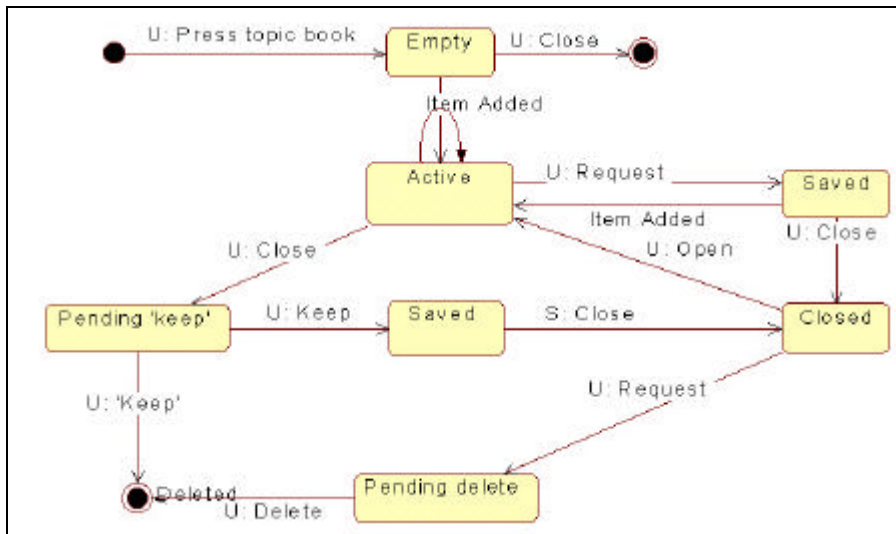 U: Press topic book
Empty
U: Close
Item Added
Active
U: Request
Saved
Item Added
U: Close
U: Open
U: Close
Pending 'keep'
U: Keep
Saved
S: Close
Closed
U: Request
U: 'Keep'
Deleted
Pending delete
U: Delete